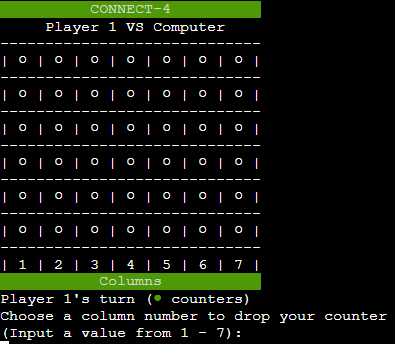 CONNECT-4
Player 1 VS Computer
-----------------------------
| o | o | o | o | o | o | o |
-----------------------------
| o | o | o | o | o | o | o |
-----------------------------
| o | o | o | o | o | o | o |
-----------------------------
| o | o | o | o | o | o | o |
-----------------------------
| o | o | o | o | o | o | o |
-----------------------------
| o | o | o | o | o | o | o |
-----------------------------
| 1 | 2 | 3 | 4 | 5 | 6 | 7 |
Columns
Player 1's turn (● counters)
Choose a column number to drop your counter
(Input a value from 1 - 7):